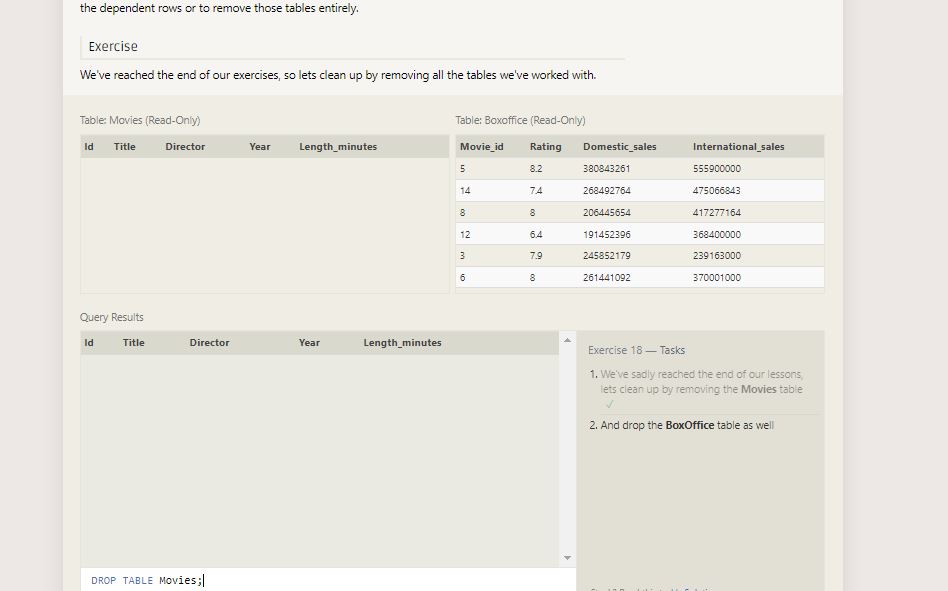 the dependent rows or to remove those tables entirely.
Exercise
We've reached the end of our exercises, so lets clean up by removing all the tables we've worked with.
Table: Movies (Read-Only)
Id Title Director Year Length_minutes
Table: Boxoffice (Read-Only)
Movie_id Rating Domestic_sales International_sales
5 8.2 380843261 555900000
14 7.4 268492764 475066843
8 8 206445654 417277164
12 6.4 191452396 368400000
3 7.9 245852179 239163000
6 8 261441092 370001000
Query Results
Id Title Director Year Length_minutes
DROP TABLE Movies;
Exercise 18 — Tasks
1. We've sadly reached the end of our lessons,
lets clean up by removing the Movies table
✓
2. And drop the BoxOffice table as well